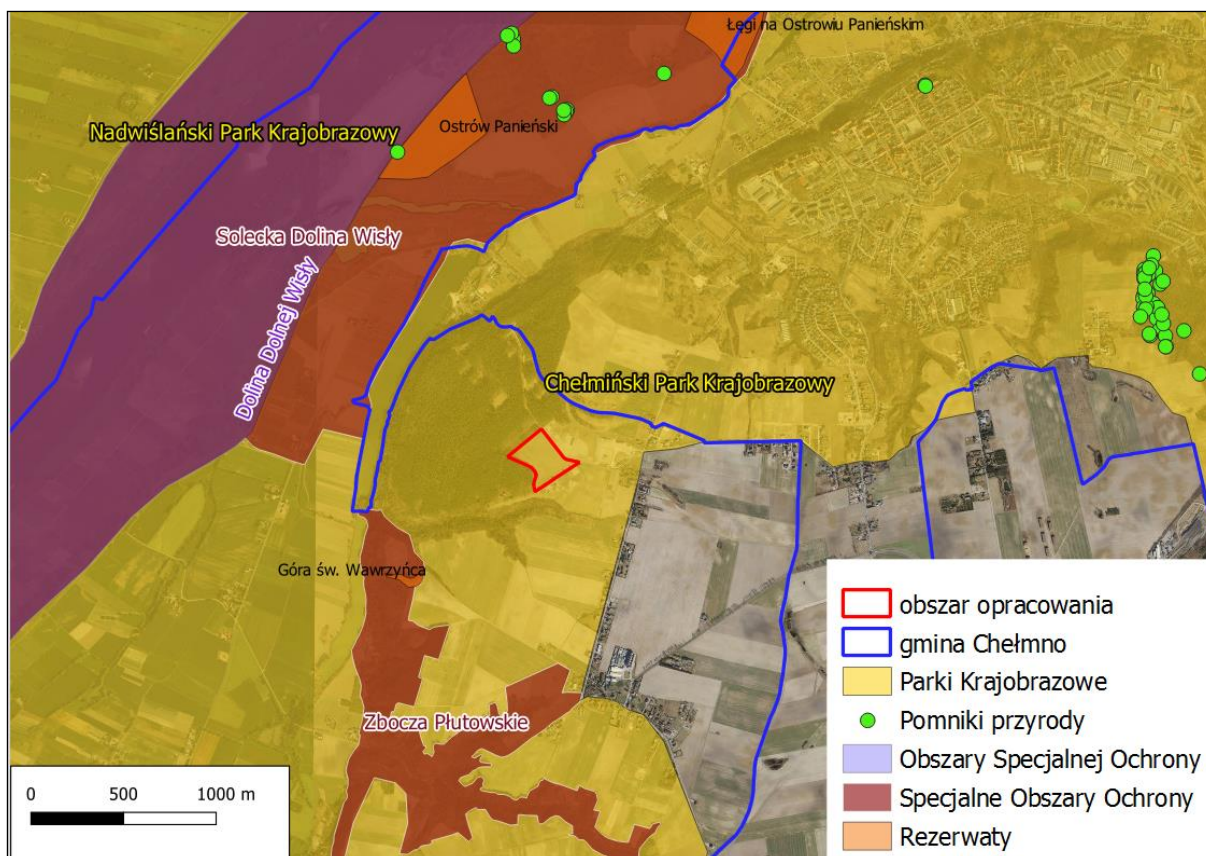 Łęgi na Ostrowiu Panieńskim
Nadwiślański Park Krajobrazowy
Ostrów Panieński
Solecka Dolina Wisły
Dolina Dolnej Wisły
Chełmiński Park Krajobrazowy
Góra św. Wawrzyńca
Zbocza Płutowskie
obszar opracowania
gmina Chełmno
Parki Krajobrazowe
Pomniki przyrody
Obszary Specjalnej Ochrony
Specjalne Obszary Ochrony
Rezerwaty
0 500 1000 m